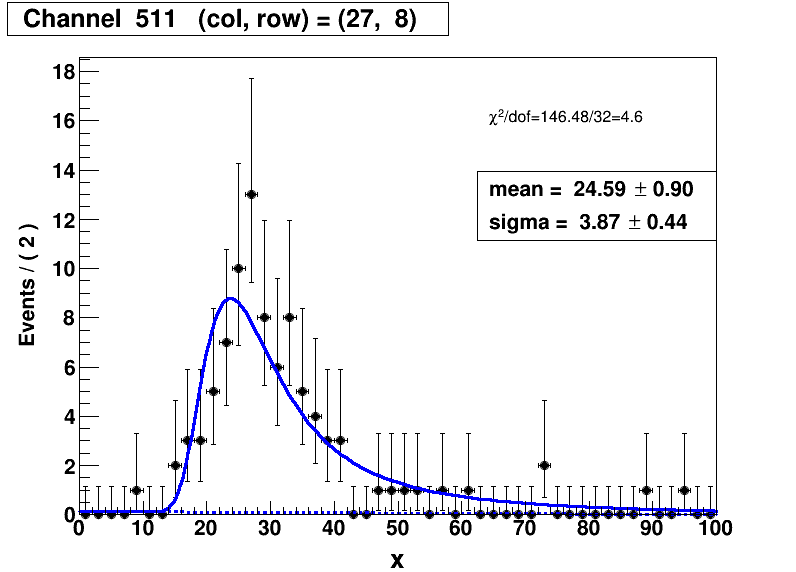 Channel 511 (col, row) = (27, 8)
χ²/dof=146.48/32=4.6
mean = 24.59 ± 0.90
sigma = 3.87 ± 0.44
Events / ( 2 )
18
16
14
12
10
8
6
4
2
0
0 10 20 30 40 50 60 70 80 90 100
x